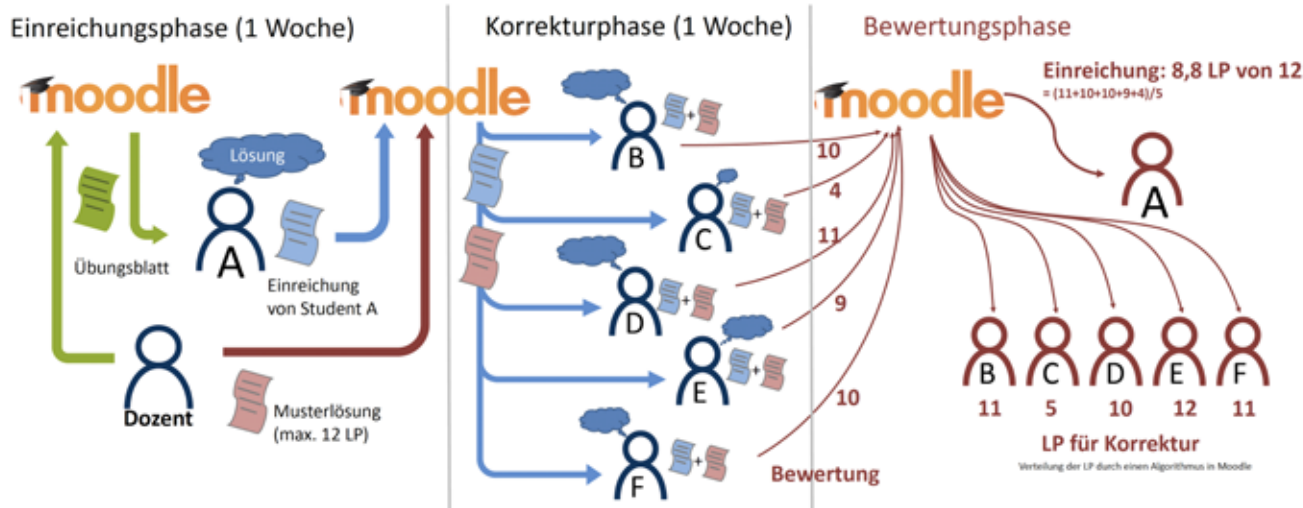 Einreichungsphase (1 Woche)
moodle
moodle
Lösung
A
Übungsblatt
Einreichung
von Student A
Dozent
Musterlösung
(max. 12 LP)
Korrekturphase (1 Woche)
B
+
C
+
D
+
E
+
F
+
10
4
11
9
10
Bewertung
Bewertungsphase
moodle
Einreichung: 8,8 LP von 12
= (11+10+10+9+4)/5
A
B C D E F
11 5 10 12 11
LP für Korrektur
Verteilung der LP durch einen Algorithmus in Moodle